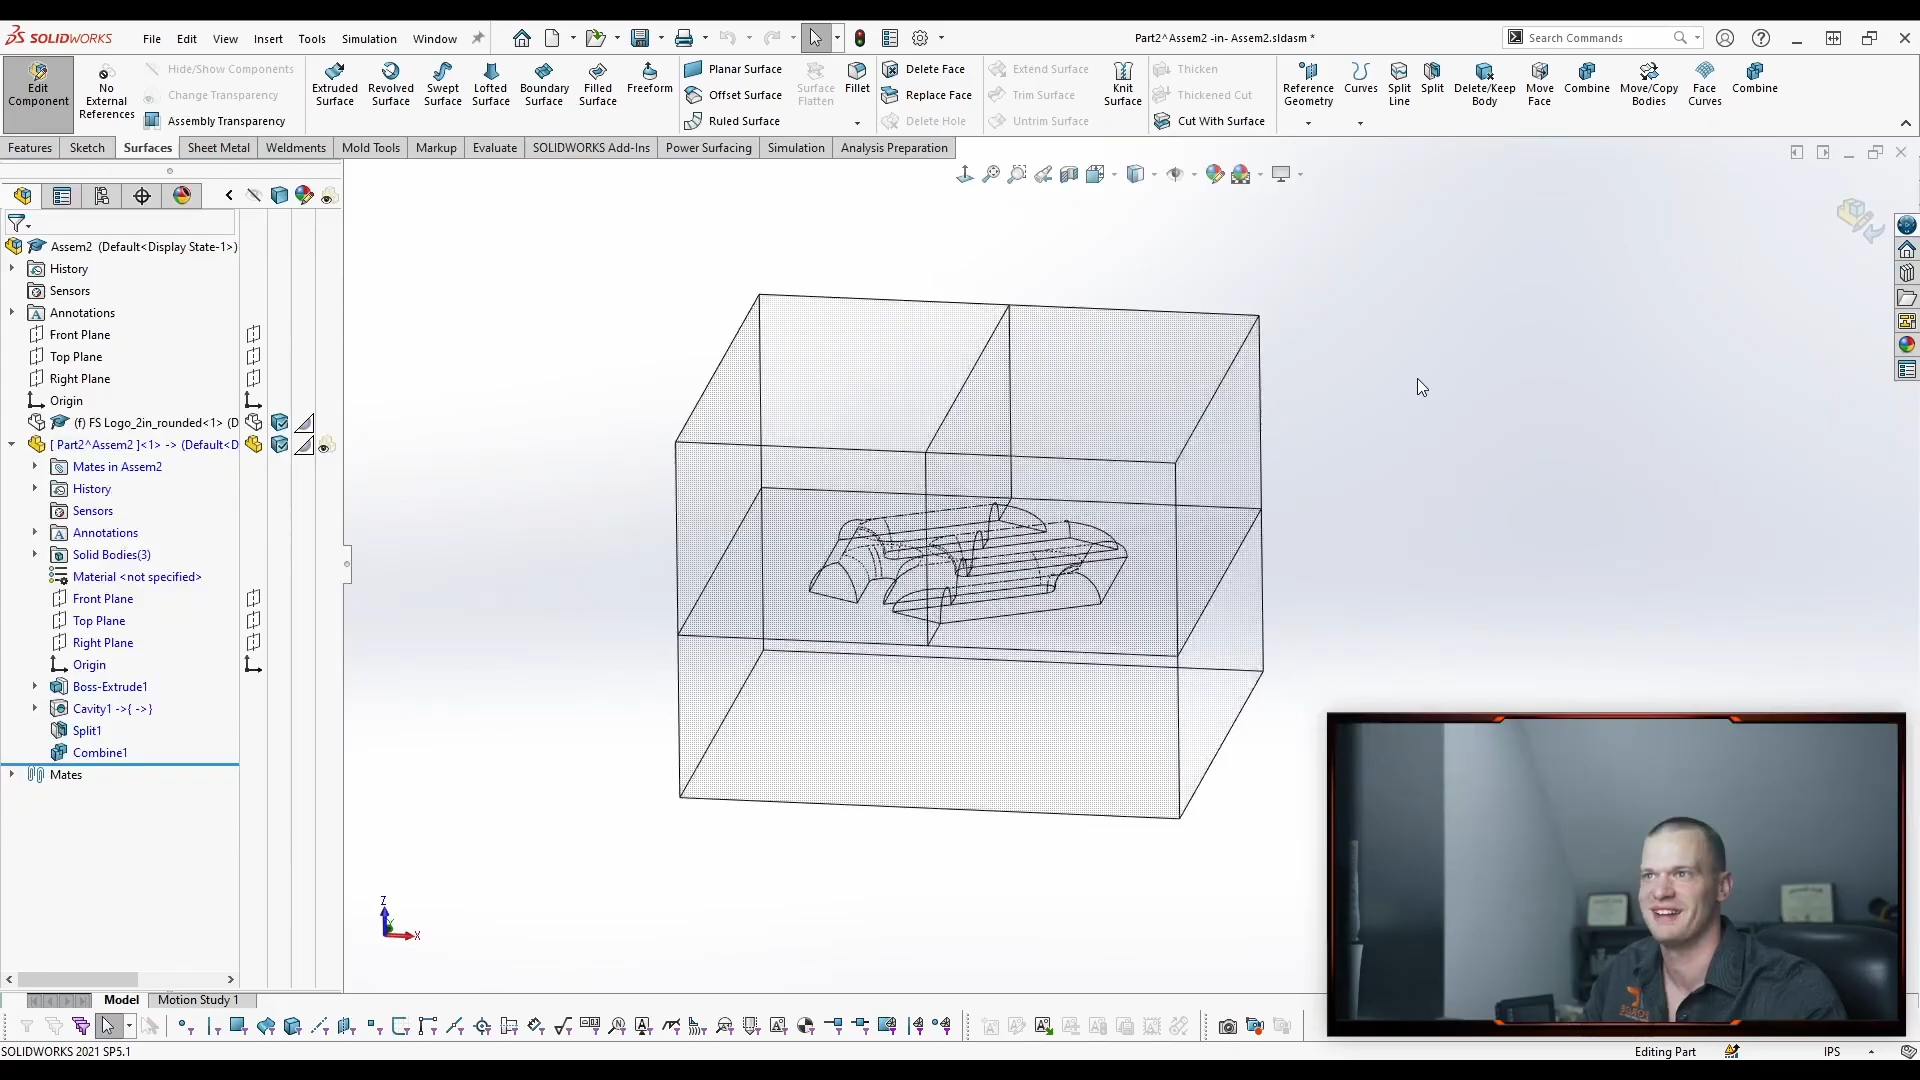 SOLIDWORKS
File
Edit
View
Insert
Tools
Simulation
Window
Part2^Assem2 -in- Assem2.sldasm *
Search Commands
Edit
Component
No
External
References
Hide/Show Components
Change Transparency
Assembly Transparency
Extruded
Surface
Revolved
Surface
Swept
Surface
Lofted
Surface
Boundary
Surface
Filled
Surface
Freeform
Planar Surface
Offset Surface
Ruled Surface
Surface
Flatten
Fillet
Delete Face
Replace Face
Delete Hole
Extend Surface
Trim Surface
Untrim Surface
Knit
Surface
Thicken
Thickened Cut
Cut With Surface
Reference
Geometry
Curves
Split
Line
Split
Delete/Keep
Body
Move
Face
Combine
Move/Copy
Bodies
Face
Curves
Combine
Features
Sketch
Surfaces
Sheet Metal
Weldments
Mold Tools
Markup
Evaluate
SOLIDWORKS Add-Ins
Power Surfacing
Simulation
Analysis Preparation
Assem2 (Default<Display State-1>)
History
Sensors
Annotations
Front Plane
Top Plane
Right Plane
Origin
(f) FS Logo_2in_rounded<1> (D
[ Part2^Assem2 ]<1> -> (Default<D
Mates in Assem2
History
Sensors
Annotations
Solid Bodies(3)
Material <not specified>
Front Plane
Top Plane
Right Plane
Origin
Boss-Extrude1
Cavity1 ->{ ->}
Split1
Combine1
Mates
Z
Y
X
Model
Motion Study 1
SOLIDWORKS 2021 SP5.1
Editing Part
IPS